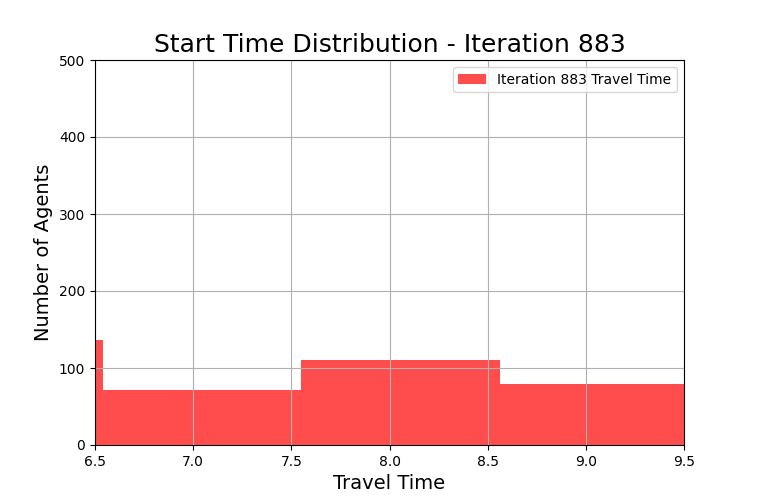 Start Time Distribution - Iteration 883
Iteration 883 Travel Time
Number of Agents
500
400
300
200
100
0
6.5 7.0 7.5 8.0 8.5 9.0 9.5
Travel Time